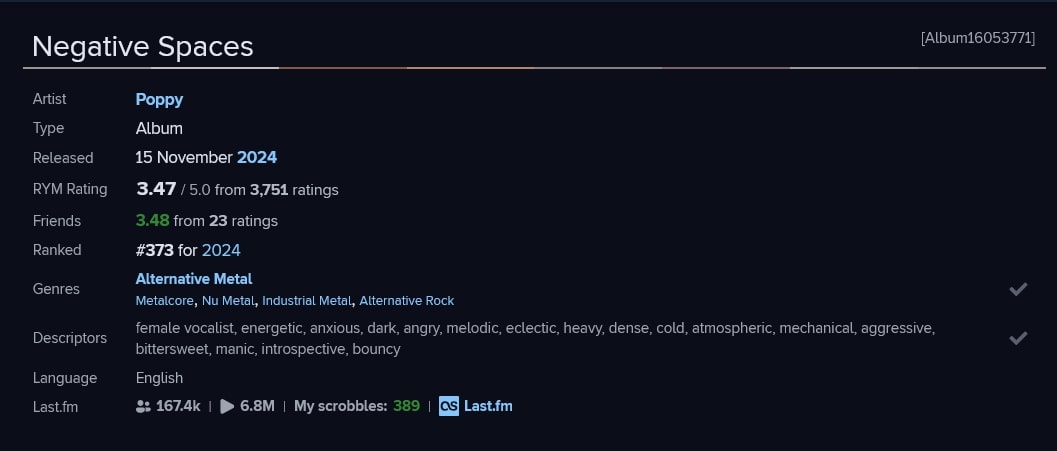 Negative Spaces
[Album16053771]
Artist Poppy
Type Album
Released 15 November 2024
RYM Rating 3.47 / 5.0 from 3,751 ratings
Friends 3.48 from 23 ratings
Ranked #373 for 2024
Genres Alternative Metal
Metalcore, Nu Metal, Industrial Metal, Alternative Rock
Descriptors female vocalist, energetic, anxious, dark, angry, melodic, eclectic, heavy, dense, cold, atmospheric, mechanical, aggressive,
bittersweet, manic, introspective, bouncy
Language English
Last.fm 167.4k | 6.8M | My scrobbles: 389 | Last.fm